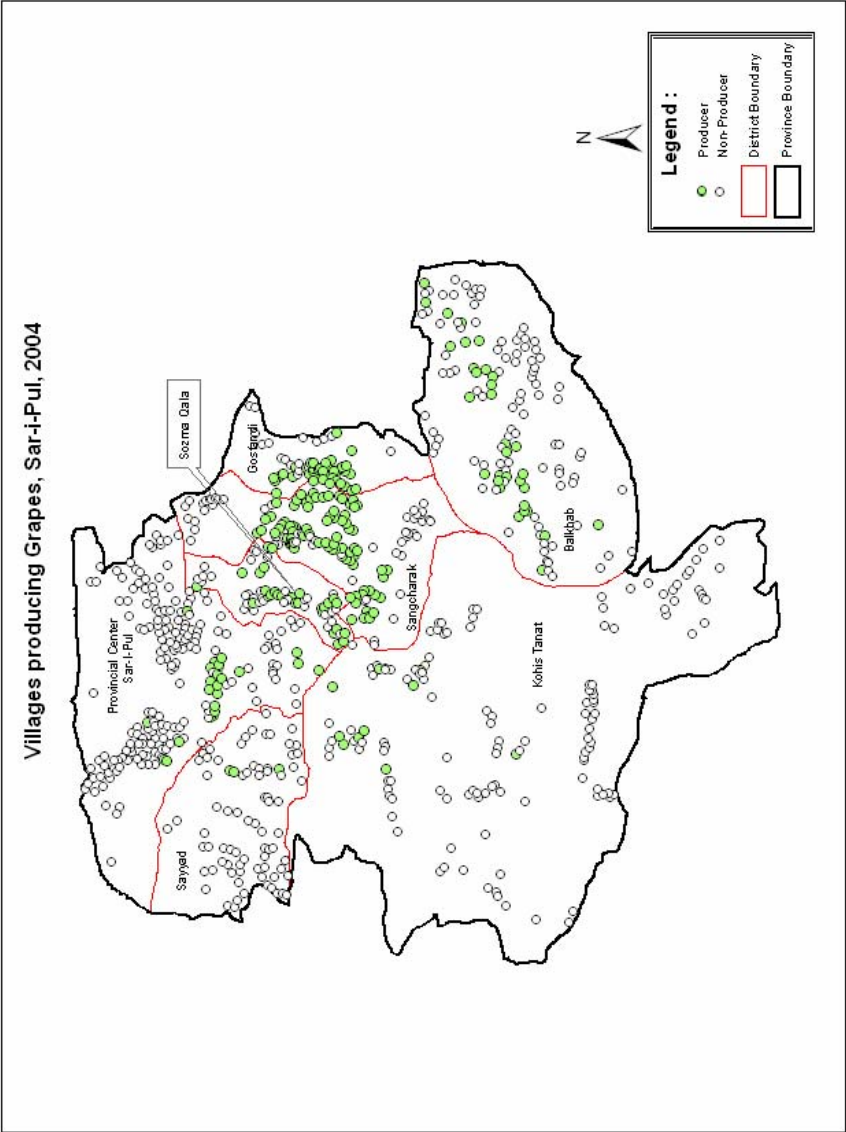 Villages producing Grapes, Sar-i-Pul, 2004
Sozma Qala
Provincial Center
Sar-I-Pul
Sayyad
Sangcharak
Balkhab
Kohis Tanat
N
Legend :
Producer
Non-Producer
District Boundary
Province Boundary